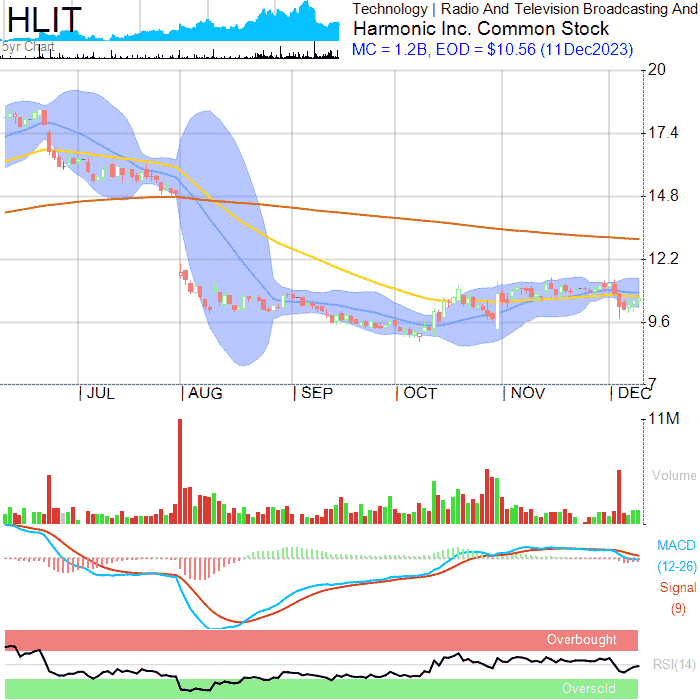 HLIT
5yr Chart
Technology | Radio And Television Broadcasting And
Harmonic Inc. Common Stock
MC = 1.2B, EOD = $10.56 (11Dec2023)
20
17.4
14.8
12.2
9.6
7
JUL
AUG
SEP
OCT
NOV
DEC
11M
Volume
MACD
(12-26)
Signal
(9)
Overbought
RSI(14)
Oversold